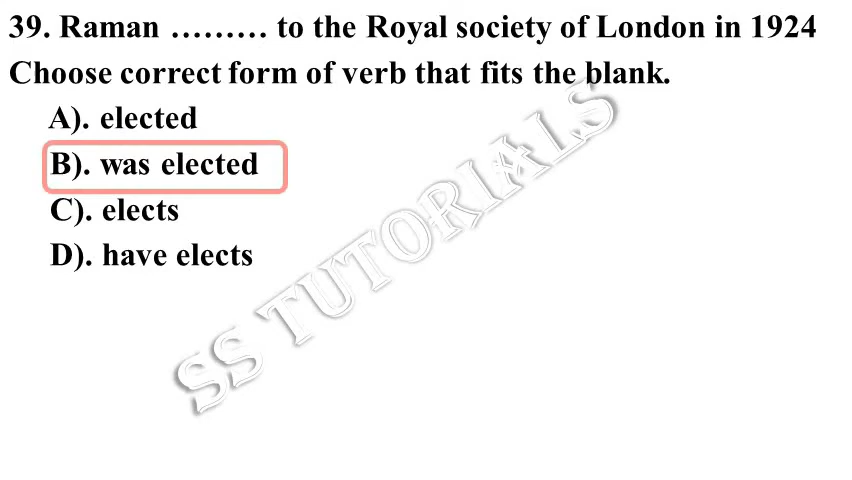 39. Raman ……… to the Royal society of London in 1924
Choose correct form of verb that fits the blank.
A). elected
B). was elected
C). elects
D). have elects
SS TUTORIALS